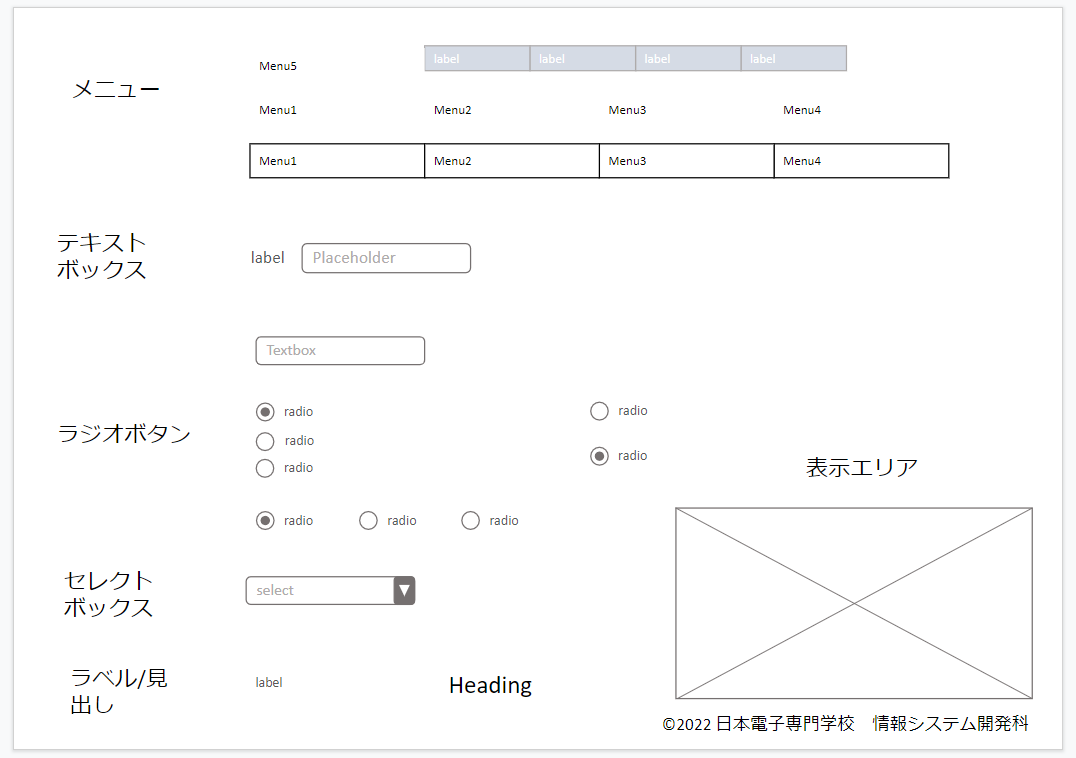 メニュー
Menu5
label label label label
Menu1 Menu2 Menu3 Menu4
Menu1 Menu2 Menu3 Menu4
テキスト
ボックス
label Placeholder
Textbox
ラジオボタン
radio radio
radio
radio radio
radio radio radio
表示エリア
セレクト
ボックス
select ▼
ラベル/見
出し
label Heading
©2022 日本電子専門学校　情報システム開発科